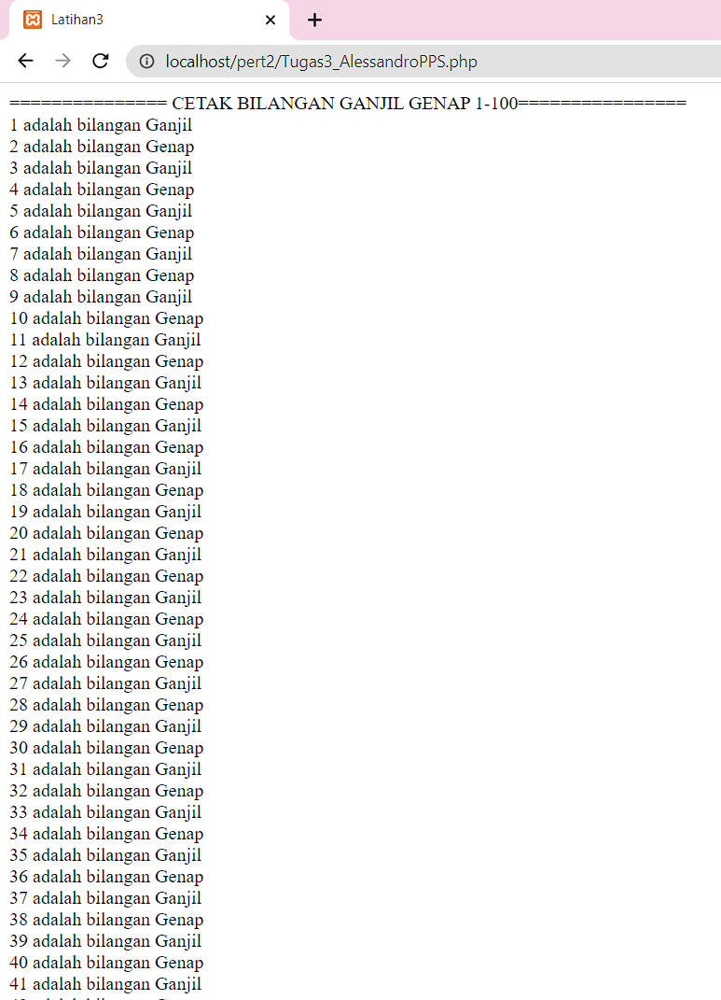 Latihan3
localhost/pert2/Tugas3_AlessandroPPS.php
=============== CETAK BILANGAN GANJIL GENAP 1-100================
1 adalah bilangan Ganjil
2 adalah bilangan Genap
3 adalah bilangan Ganjil
4 adalah bilangan Genap
5 adalah bilangan Ganjil
6 adalah bilangan Genap
7 adalah bilangan Ganjil
8 adalah bilangan Genap
9 adalah bilangan Ganjil
10 adalah bilangan Genap
11 adalah bilangan Ganjil
12 adalah bilangan Genap
13 adalah bilangan Ganjil
14 adalah bilangan Genap
15 adalah bilangan Ganjil
16 adalah bilangan Genap
17 adalah bilangan Ganjil
18 adalah bilangan Genap
19 adalah bilangan Ganjil
20 adalah bilangan Genap
21 adalah bilangan Ganjil
22 adalah bilangan Genap
23 adalah bilangan Ganjil
24 adalah bilangan Genap
25 adalah bilangan Ganjil
26 adalah bilangan Genap
27 adalah bilangan Ganjil
28 adalah bilangan Genap
29 adalah bilangan Ganjil
30 adalah bilangan Genap
31 adalah bilangan Ganjil
32 adalah bilangan Genap
33 adalah bilangan Ganjil
34 adalah bilangan Genap
35 adalah bilangan Ganjil
36 adalah bilangan Genap
37 adalah bilangan Ganjil
38 adalah bilangan Genap
39 adalah bilangan Ganjil
40 adalah bilangan Genap
41 adalah bilangan Ganjil